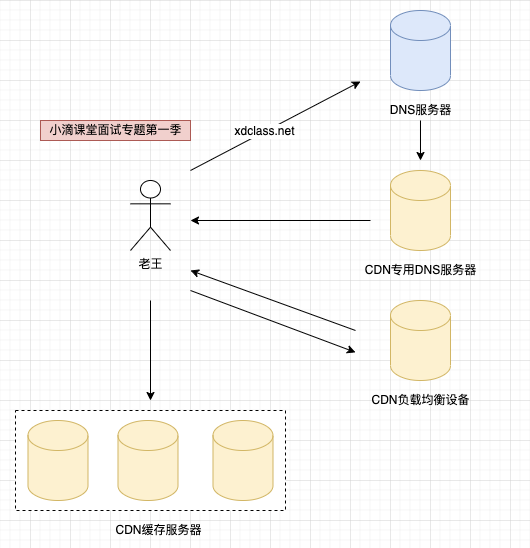 DNS服务器
小滴课堂面试专题第一季
xdclass.net
老王
CDN专用DNS服务器
CDN负载均衡设备
CDN缓存服务器